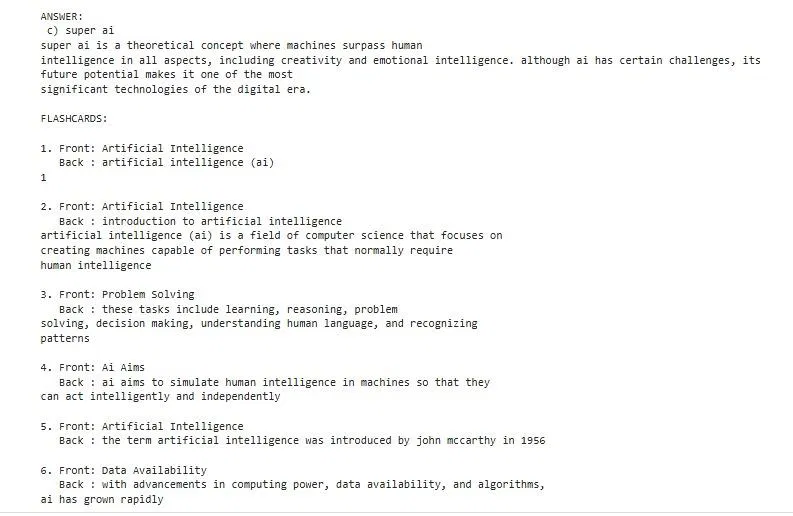 ANSWER:
c) super ai
super ai is a theoretical concept where machines surpass human
intelligence in all aspects, including creativity and emotional intelligence. although ai has certain challenges, its
future potential makes it one of the most
significant technologies of the digital era.
FLASHCARDS:
1. Front: Artificial Intelligence
Back : artificial intelligence (ai)
1
2. Front: Artificial Intelligence
Back : introduction to artificial intelligence
artificial intelligence (ai) is a field of computer science that focuses on
creating machines capable of performing tasks that normally require
human intelligence
3. Front: Problem Solving
Back : these tasks include learning, reasoning, problem
solving, decision making, understanding human language, and recognizing
patterns
4. Front: Ai Aims
Back : ai aims to simulate human intelligence in machines so that they
can act intelligently and independently
5. Front: Artificial Intelligence
Back : the term artificial intelligence was introduced by john mccarthy in 1956
6. Front: Data Availability
Back : with advancements in computing power, data availability, and algorithms,
ai has grown rapidly